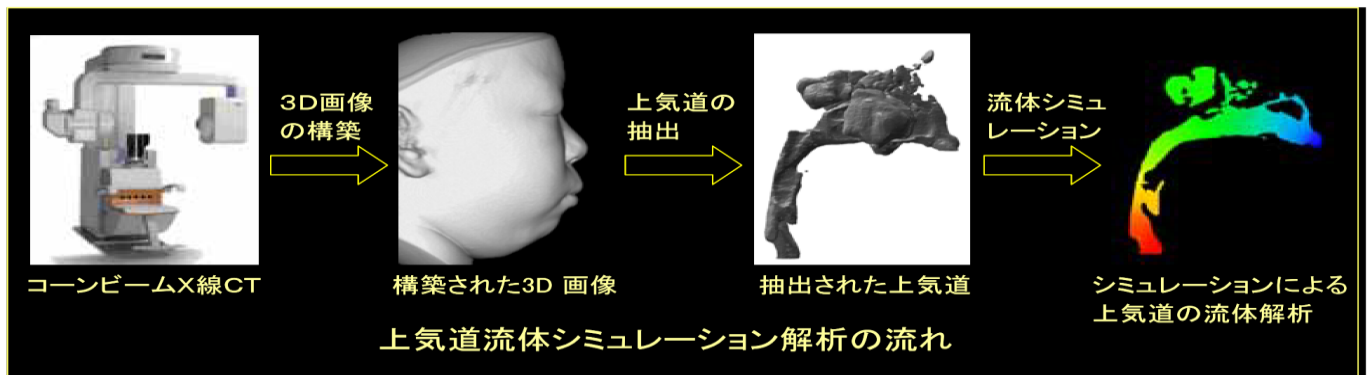 3D画像
の構築
上気道の
抽出
流体シミュ
レーション
コーンビームX線CT
構築された3D 画像
抽出された上気道
シミュレーションによる
上気道の流体解析
上気道流体シミュレーション解析の流れ